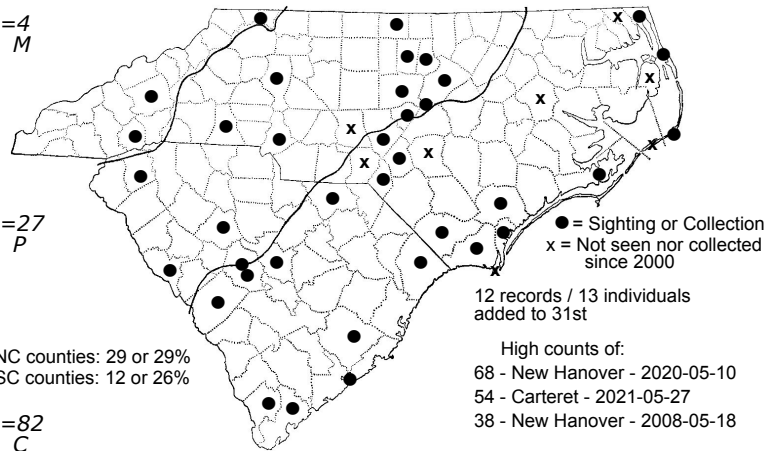 =4
M
=27
P
=82
C
● = Sighting or Collection
x = Not seen nor collected
since 2000
12 records / 13 individuals
added to 31st
NC counties: 29 or 29%
SC counties: 12 or 26%
High counts of:
68 - New Hanover - 2020-05-10
54 - Carteret - 2021-05-27
38 - New Hanover - 2008-05-18
x
x
x
x
x
x
x
x